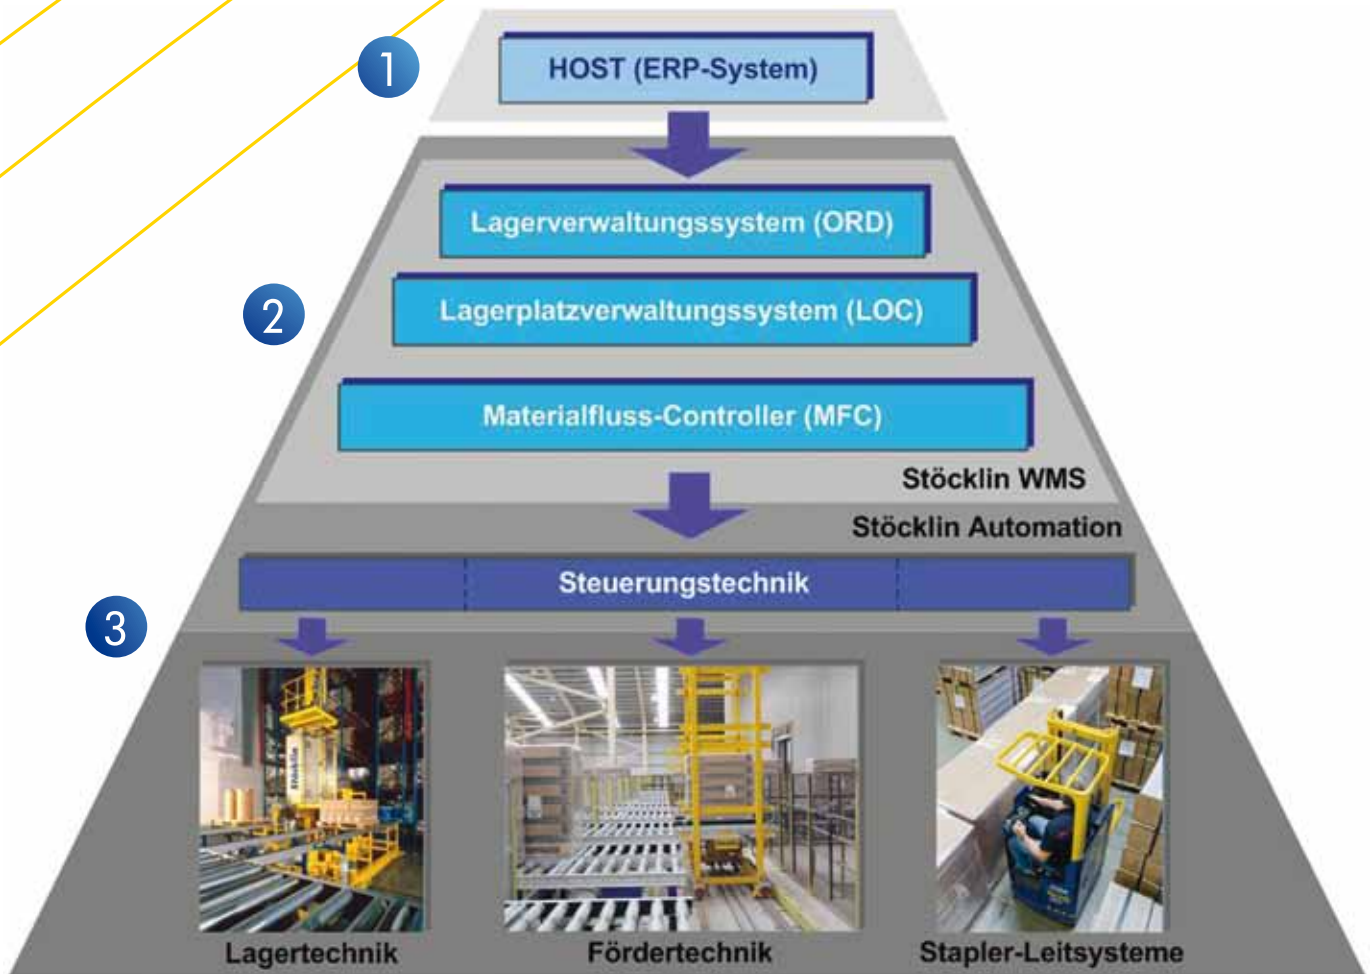 1
HOST (ERP-System)
Lagerverwaltungssystem (ORD)
2
Lagerplatzverwaltungssystem (LOC)
Materialfluss-Controller (MFC)
Stöcklin WMS
Stöcklin Automation
Steuerungstechnik
3
Stöcklin
Lagertechnik
Fördertechnik
Stapler-Leitsysteme